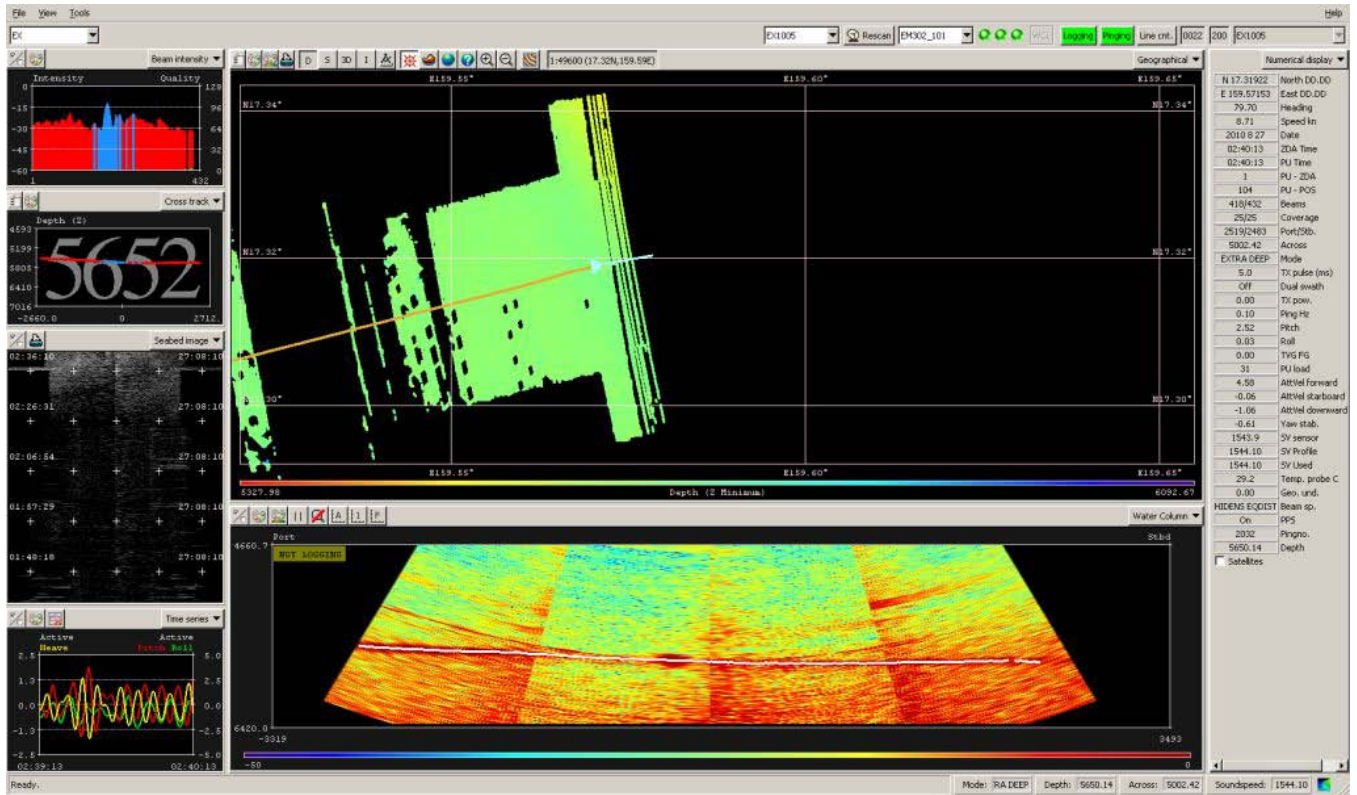 File View Tools Help
EX EX1005 Rescan EM302_101 WCL Logging Pinging Line cnt. 0022 200 EX1005
Beam intensity
Intensity Quality
0 128
-15 96
-30 64
-45 32
-60 0
1 432
Cross track
Depth (Z)
4593
5199
5805
6410
7016
5652
-2660.0 0 2712.
Seabed image
02:36:10 27:08:10
02:26:31 27:08:10
02:06:54 27:08:10
01:57:29 27:08:10
01:48:18 27:08:10
Time series
Active Active
Heave Pitch Roll
2.5 5.0
1.3 2.5
0.0 0.0
-1.3 -2.5
-2.5 -5.0
02:39:13 02:40:13
D S 3D I 1:49600 (17.32N,159.59E) Geographical
E159.55" E159.60" E159.65"
N17.34" N17.34"
N17.32" N17.32"
N17.30"
E159.55" E159.60" E159.65"
5327.98 Depth (Z Minimum) 6092.67
A 1 P Water Column
Port Stbd
4660.7
NOT LOGGING
6420.0
-3319 3493
-50 0
Numerical display
N 17.31922 North DD.DD
E 159.57153 East DD.DD
79.70 Heading
8.71 Speed kn
2010 8 27 Date
02:40:13 ZDA Time
02:40:13 PU Time
1 PU - ZDA
104 PU - POS
418/432 Beams
25/25 Coverage
2519/2483 Port/Stb.
5002.42 Across
EXTRA DEEP Mode
5.0 TX pulse (ms)
Off Dual swath
0.00 TX pow.
0.10 Ping Hz
2.52 Pitch
0.83 Roll
0.00 TVG FG
31 PU load
4.58 AttVel forward
-0.06 AttVel starboard
-1.06 AttVel downward
-0.61 Yaw stab.
1543.9 SV sensor
1544.10 SV Profile
1544.10 SV Used
29.2 Temp. probe C
0.00 Geo. und.
HIDENS EQDIST Beam sp.
On PPS
2032 Pingno.
5650.14 Depth
Satellites
Ready. Mode: RA DEEP Depth: 5650.14 Across: 5002.42 Soundspeed: 1544.10